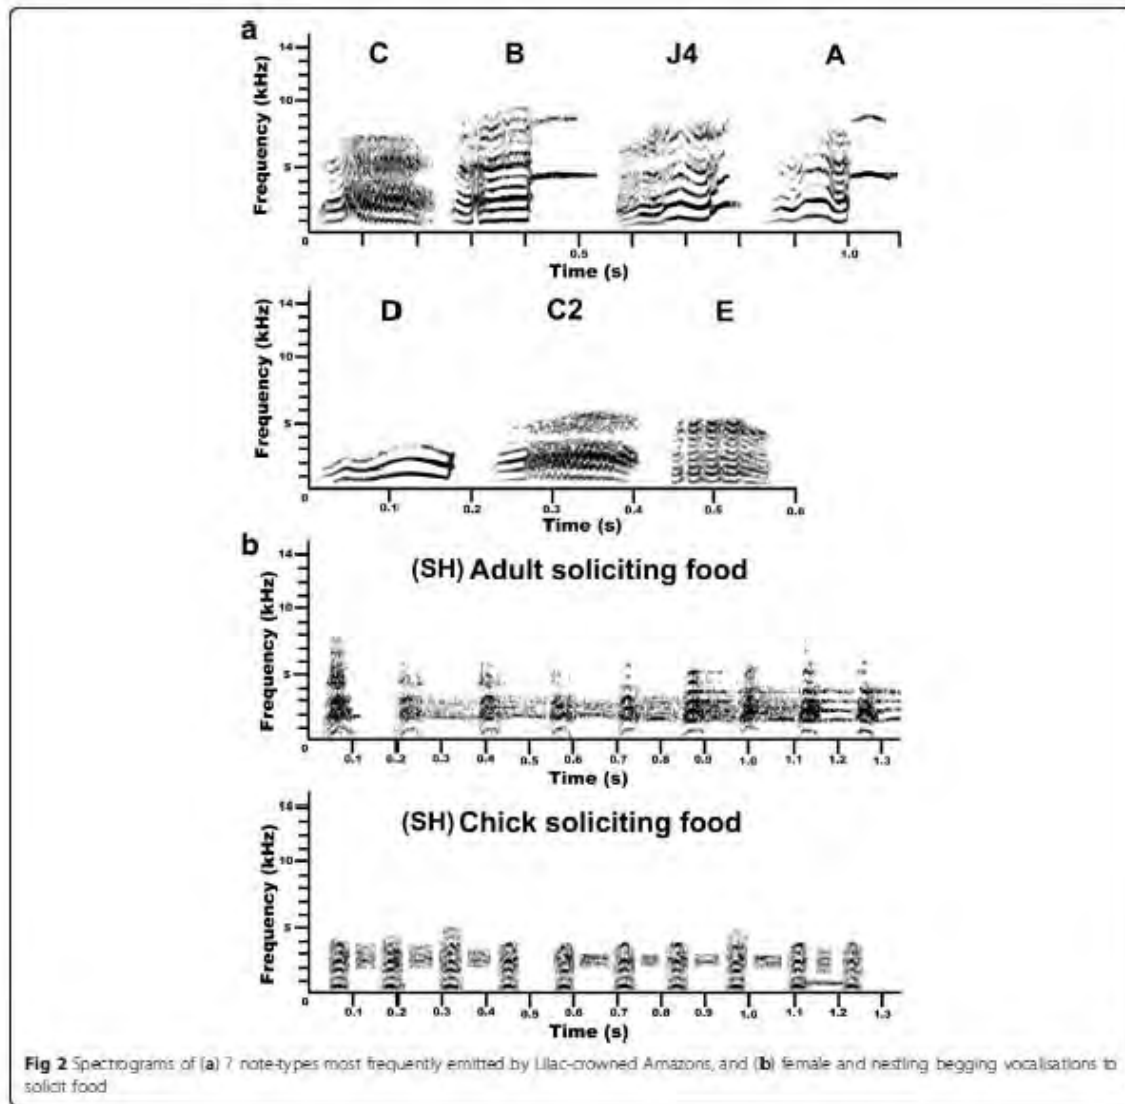 a
C B J4 A
14
10
5
0
Frequency (kHz)
0.5 1.0
Time (s)
D C2 E
14
10
5
0
Frequency (kHz)
0.1 0.2 0.3 0.4 0.5 0.6
Time (s)
b
(SH) Adult soliciting food
14
10
5
0
Frequency (kHz)
0.1 0.2 0.3 0.4 0.5 0.6 0.7 0.8 0.9 1.0 1.1 1.2 1.3
Time (s)
(SH) Chick soliciting food
14
10
5
0
Frequency (kHz)
0.1 0.2 0.3 0.4 0.5 0.6 0.7 0.8 0.9 1.0 1.1 1.2 1.3
Time (s)
Fig 2 Spectrograms of (a) 7 note-types most frequently emitted by Lilac-crowned Amazons, and (b) female and nestling begging vocalisations to
solicit food